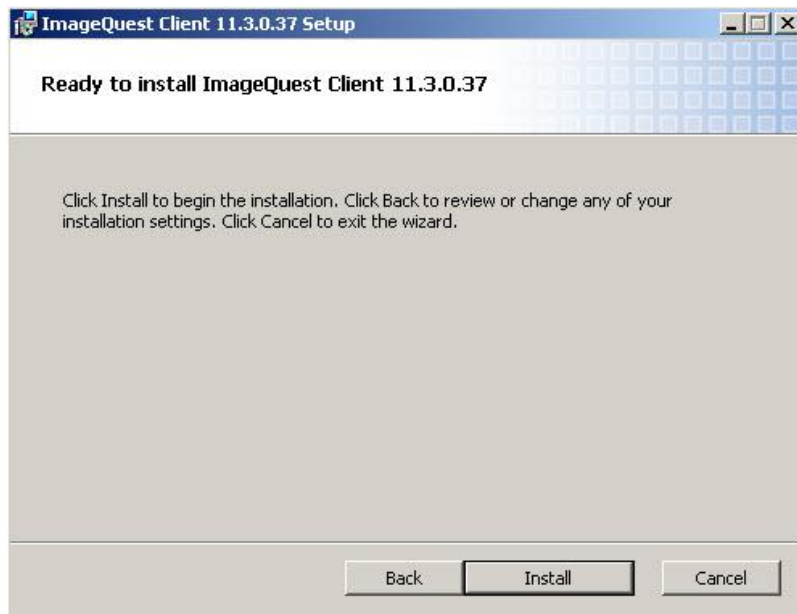 ImageQuest Client 11.3.0.37 Setup
Ready to install ImageQuest Client 11.3.0.37
Click Install to begin the installation. Click Back to review or change any of your
installation settings. Click Cancel to exit the wizard.
Back Install Cancel